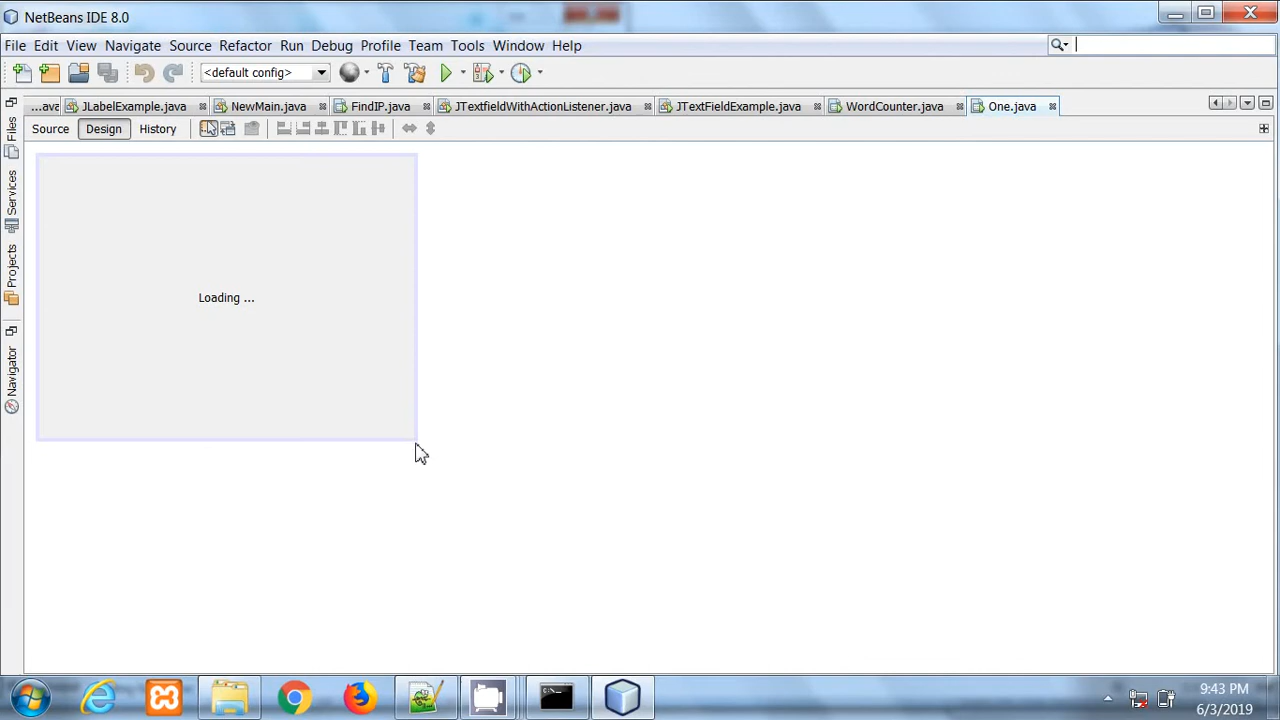 NetBeans IDE 8.0
File Edit View Navigate Source Refactor Run Debug Profile Team Tools Window Help
<default config>
...ava JLabelExample.java NewMain.java FindIP.java JTextfieldWithActionListener.java JTextFieldExample.java WordCounter.java One.java
Source Design History
Files
Services
Projects
Navigator
Loading ...
C:\_
9:43 PM
6/3/2019